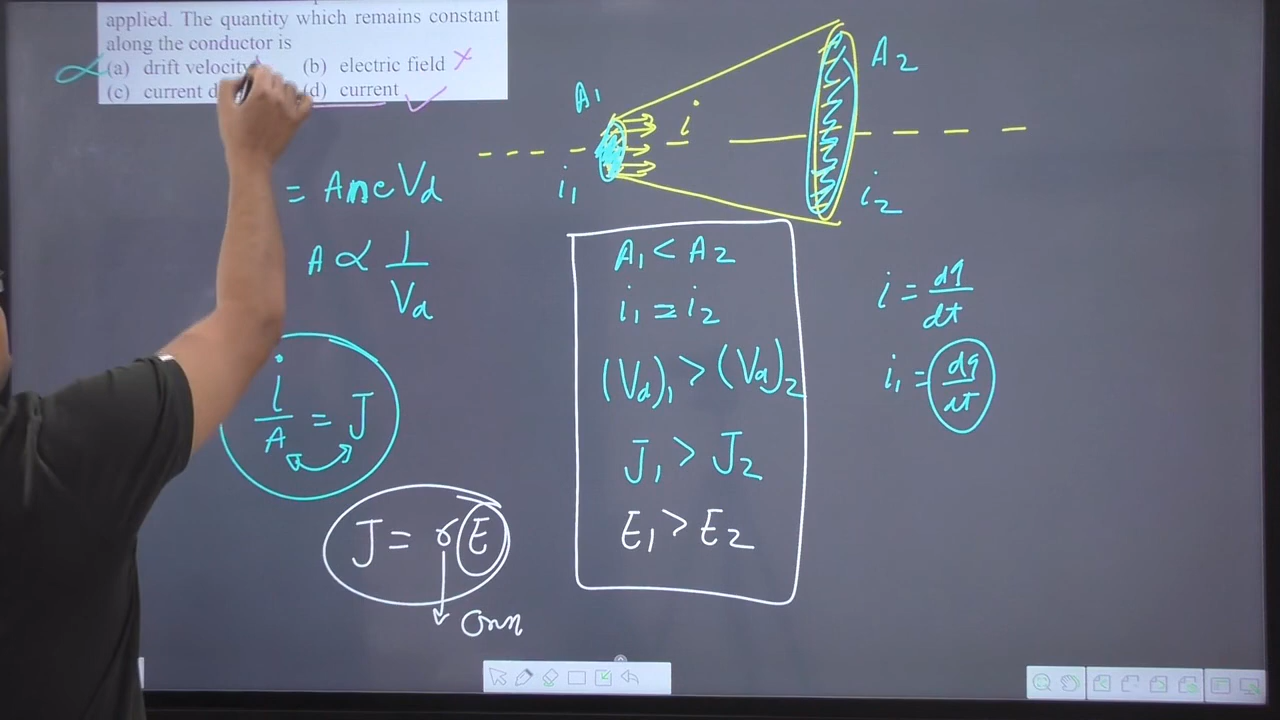 applied. The quantity which remains constant
along the conductor is
(a) drift velocity (b) electric field ×
(c) current d (d) current ✓
A1
A2
i
i1
i2
= AneVd
A ∝ 1/Vd
i/A = J
J = σE
A1 < A2
i1 = i2
(Vd)1 > (Vd)2
J1 > J2
E1 > E2
i = dq/dt
i1 = dq/dt